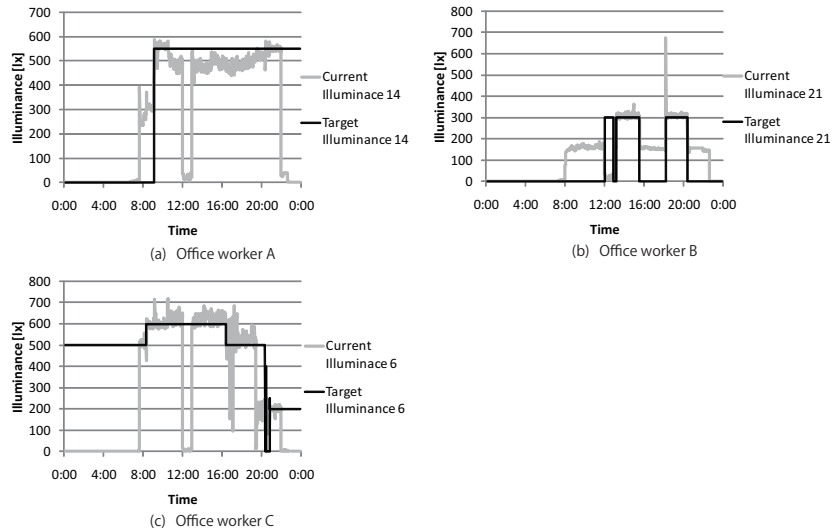 700
600
500
400
300
200
100
0
Illuminance [lx]
0:00 4:00 8:00 12:00 16:00 20:00 0:00
Time
Current
Illuminace 14
Target
Illuminance 14
(a) Office worker A
800
700
600
500
400
300
200
100
0
Illuminance [lx]
0:00 4:00 8:00 12:00 16:00 20:00 0:00
Time
Current
Illuminace 21
Target
Illuminance 21
(b) Office worker B
800
700
600
500
400
300
200
100
0
Illuminance [lx]
0:00 4:00 8:00 12:00 16:00 20:00 0:00
Time
Current
Illuminace 6
Target
Illuminance 6
(c) Office worker C